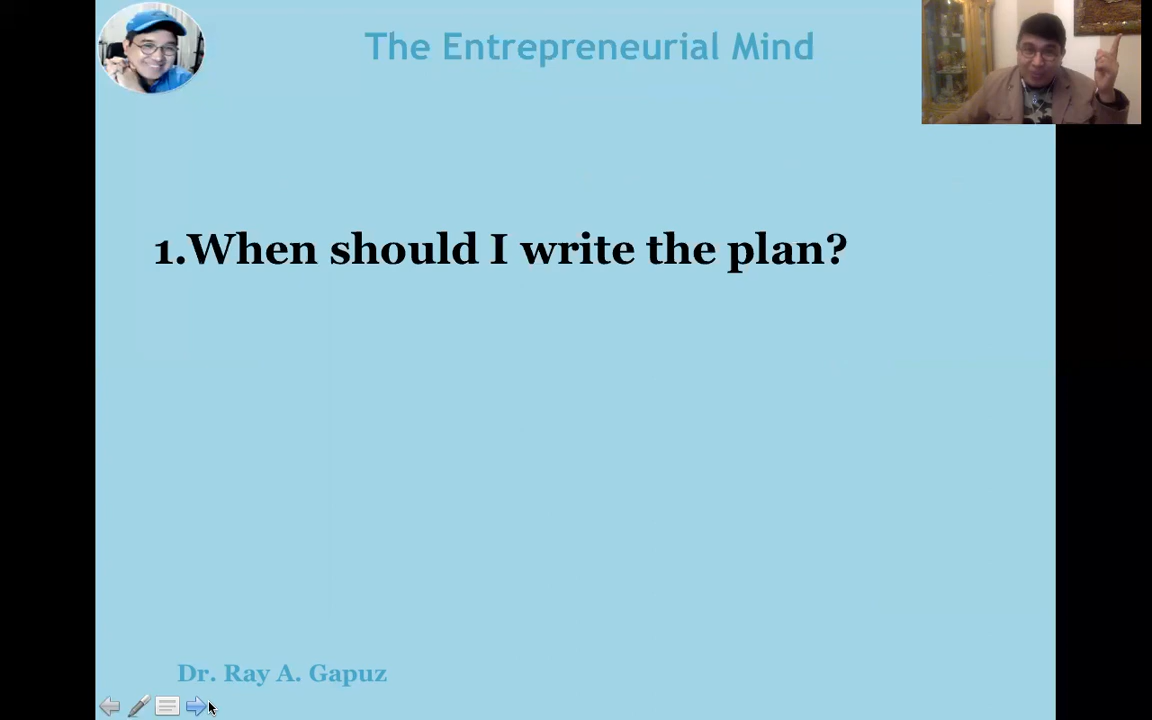 The Entrepreneurial Mind
1.When should I write the plan?
Dr. Ray A. Gapuz